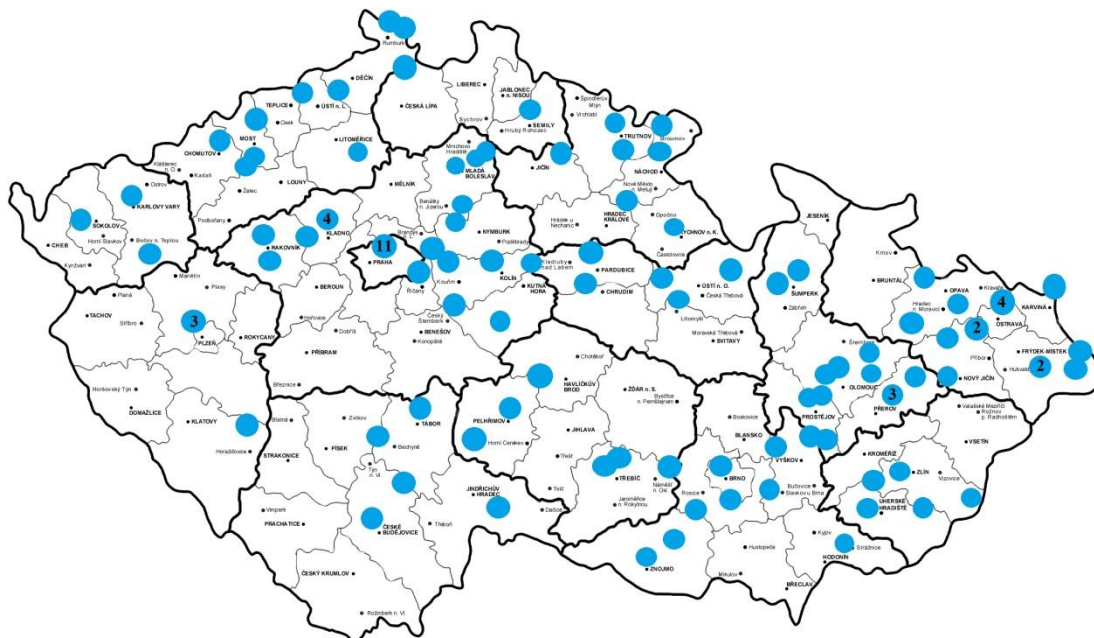 Rumburk
DĚČÍN
LIBEREC
JABLONEC
n. NISOU
TEPLICE
ÚSTÍ n. L.
ČESKÁ LÍPA
SEMILY
Sychrov
Hrubý Rohozec
Špindlerův
Mlýn
Vrchlabí
TRUTNOV
Broumov
Osek
MOST
LITOMĚŘICE
CHOMUTOV
Klášterec
n. O.
Kadaň
Mnichovo
Hradiště
MLADÁ
BOLESLAV
JIČÍN
NÁCHOD
Nové Město
n. Metují
Ostrov
KARLOVY VARY
Žatec
LOUNY
MĚLNÍK
Benátky
n. Jizerou
Podbořany
SOKOLOV
Horní Slavkov
Bečov n. Teplou
CHEB
Kynžvart
4
KLADNO
RAKOVNÍK
11
PRAHA
Brandýs
NYMBURK
Poděbrady
Hrádek u
Nechanic
HRADEC
KRÁLOVÉ
Opočno
RYCHNOV n. K.
Častolovice
JESENÍK
Krnov
BRUNTÁL
Manětín
Plasy
Planá
TACHOV
Stříbro
3
PLZEŇ
ROKYCANY
BEROUN
Hořovice
Dobříš
PŘÍBRAM
Březnice
Říčany
Kouřim
KOLÍN
KUTNÁ
HORA
Český
Šternberk
BENEŠOV
Konopiště
Kladruby
nad Labem
PARDUBICE
CHRUDIM
ÚSTÍ n. O.
Česká Třebová
Litomyšl
Moravská Třebová
SVITAVY
ŠUMPERK
Zábřeh
OPAVA
Kravaře
Hradec
n. Moravicí
4
OSTRAVA
KARVINÁ
2
Příbor
FRÝDEK-MÍSTEK
2
Hukvaldy
NOVÝ JIČÍN
Šternberk
OLOMOUC
3
PŘEROV
PROSTĚJOV
Valašské Meziříčí
Rožnov
p. Radhoštěm
VSETÍN
Horšovský Týn
DOMAŽLICE
KLATOVY
Horažďovice
Blatná
Zvíkov
STRAKONICE
PÍSEK
TÁBOR
Bechyně
Týn
n. Vl.
PELHŘIMOV
Horní Cerekev
HAVLÍČKŮV
BROD
Chotěboř
ŽĎÁR n. S.
Bystřice
n. Pernštejnem
JIHLAVA
Třešť
Telč
TŘEBÍČ
Náměšť
n. Osl.
Jaroměřice
n. Rokytnou
Boskovice
BLANSKO
VYŠKOV
BRNO
Rosice
Bučovice
Slavkov u Brna
KROMĚŘÍŽ
ZLÍN
Vizovice
UHERSKÉ
HRADIŠTĚ
Vimperk
PRACHATICE
ČESKÉ
BUDĚJOVICE
Třeboň
JINDŘICHŮV
HRADEC
Dačice
ČESKÝ KRUMLOV
Rožmberk n. Vl.
ZNOJMO
Hustopeče
Mikulov
BŘECLAV
Kyjov
HODONÍN
Strážnice